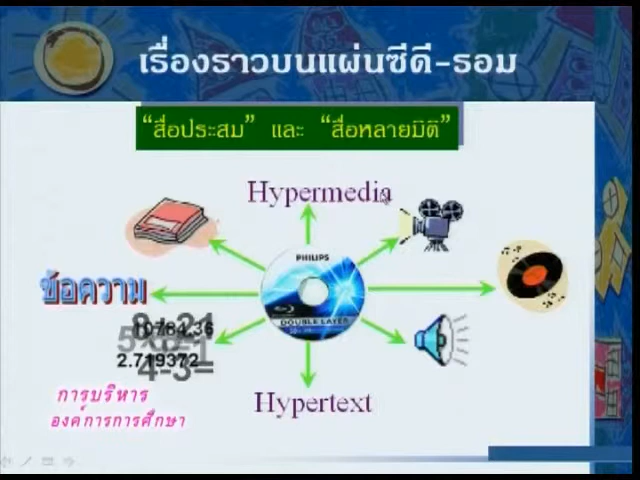 เรื่องราวบนแผ่นซีดี-รอม
“สื่อประสม” และ “สื่อหลายมิติ”
Hypermedia
PHILIPS
ข้อความ
DOUBLE LAYER
10784.36
2.719372
4-3=
Hypertext
การบริหาร
องค์การการศึกษา